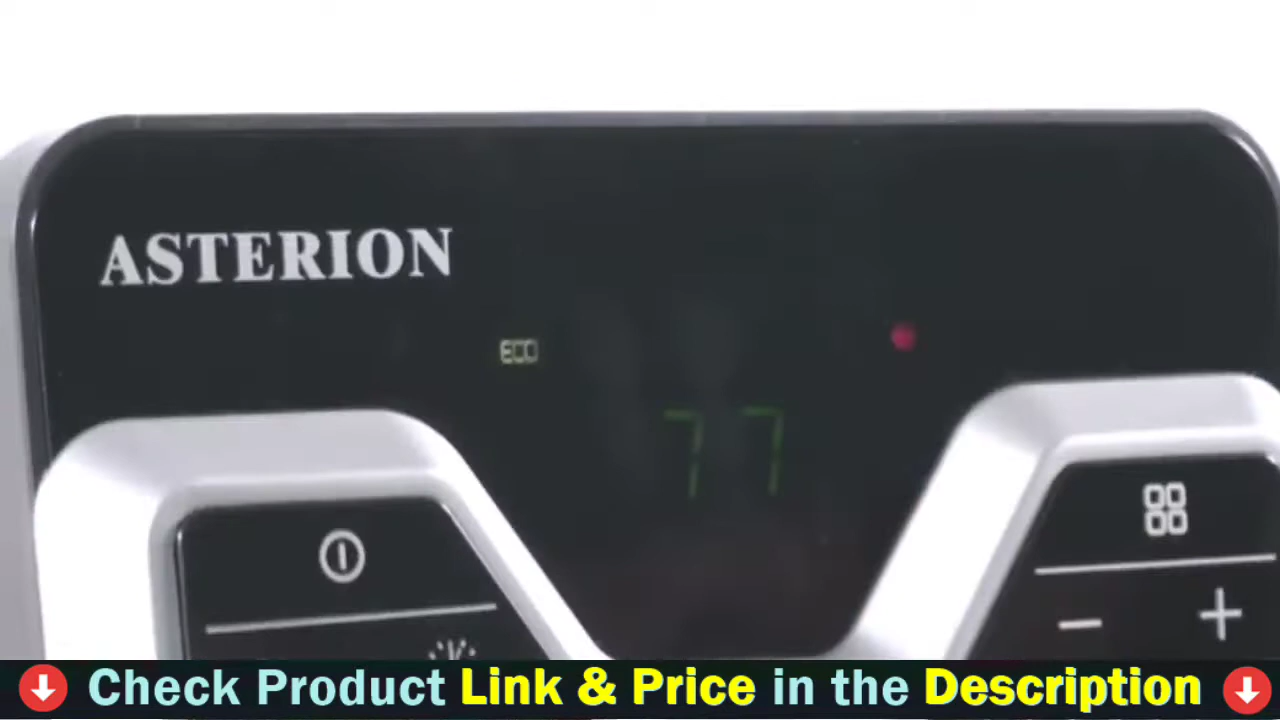 ASTERION
ECO
77
- +
Check Product Link & Price in the Description